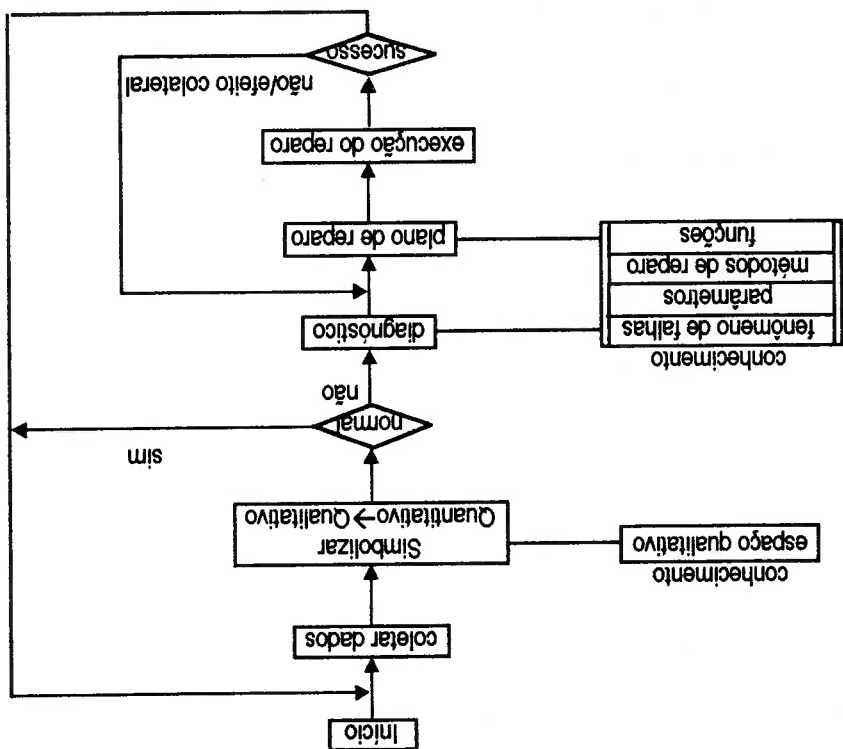 Início
coletar dados
conhecimento
espaço qualitativo
Simbolizar
Quantitativo→Qualitativo
sim
normal
não
conhecimento
fenômeno de falhas
parâmetros
métodos de reparo
funções
diagnóstico
plano de reparo
execução do reparo
não/efeito colateral
sucesso